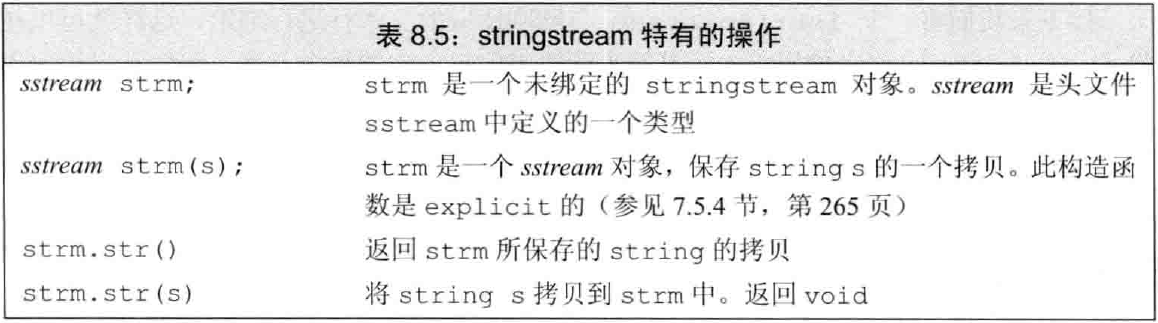 表 8.5：stringstream 特有的操作
sstream strm; strm 是一个未绑定的 stringstream 对象。sstream 是头文件
sstream 中定义的一个类型
sstream strm(s); strm 是一个 sstream 对象，保存 string s 的一个拷贝。此构造函
数是 explicit 的（参见 7.5.4 节，第 265 页）
strm.str() 返回 strm 所保存的 string 的拷贝
strm.str(s) 将 string s 拷贝到 strm 中。返回 void